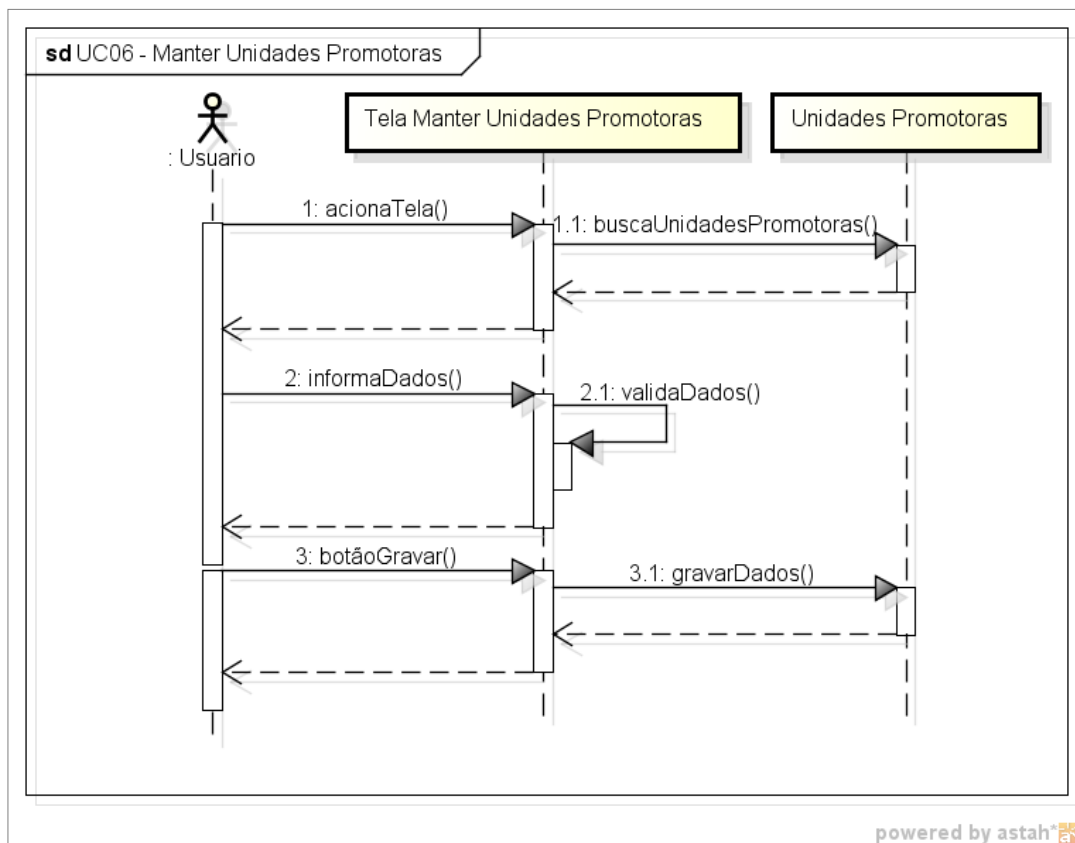 sd UC06 - Manter Unidades Promotoras
: Usuario
Tela Manter Unidades Promotoras
Unidades Promotoras
1: acionaTela()
1.1: buscaUnidadesPromotoras()
2: informaDados()
2.1: validaDados()
3: botãoGravar()
3.1: gravarDados()
powered by astah*